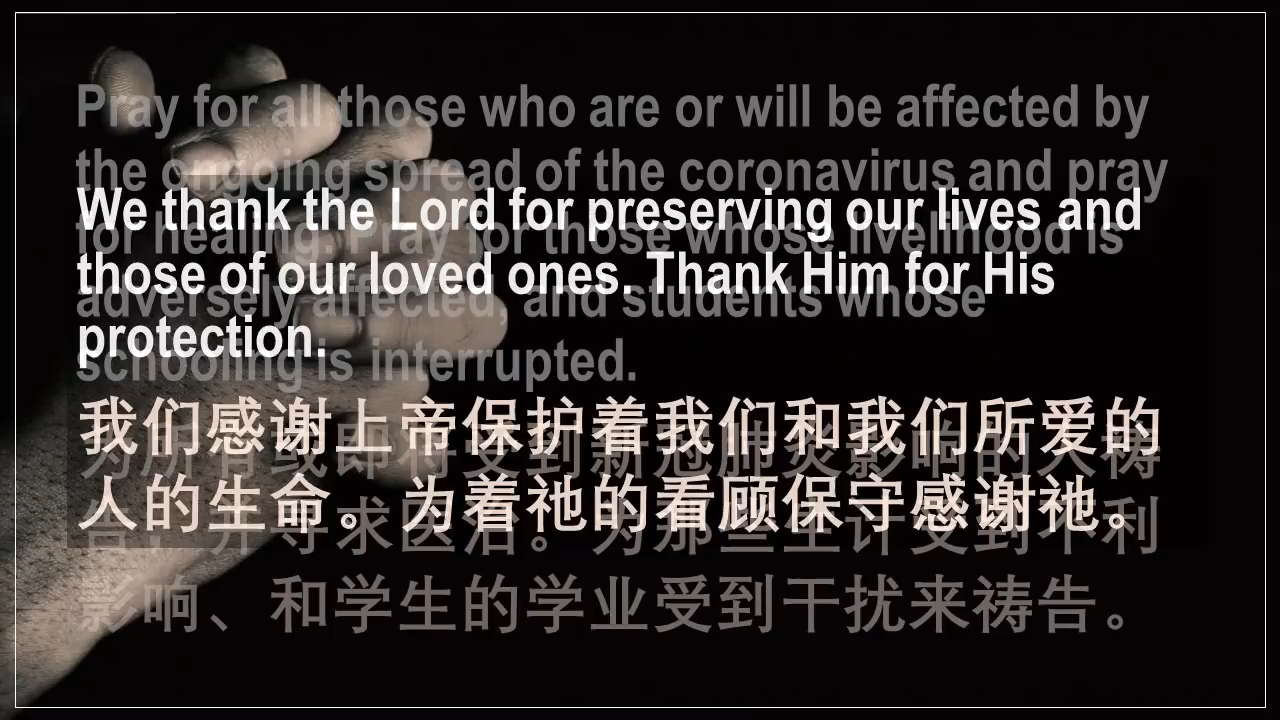 Pray for all those who are or will be affected by
the ongoing spread of the coronavirus and pray
for healing. Pray for those whose livelihood is
adversely affected, and students whose
schooling is interrupted.
We thank the Lord for preserving our lives and
those of our loved ones. Thank Him for His
protection.
我们感谢上帝保护着我们和我们所爱的
人的生命。为着祂的看顾保守感谢祂。
为所有或即将受到新冠肺炎影响的人祷
告，并寻求医治。为那些生计受到不利
影响、和学生的学业受到干扰来祷告。